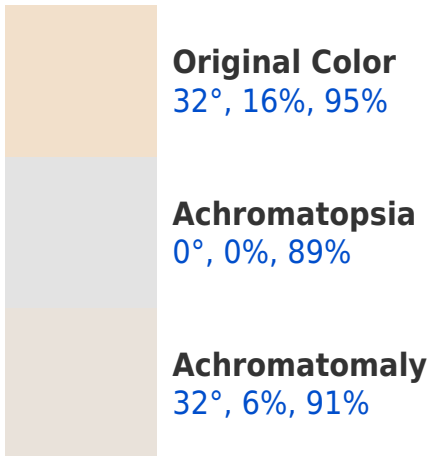 Original Color
32°, 16%, 95%
Achromatopsia
0°, 0%, 89%
Achromatomaly
32°, 6%, 91%